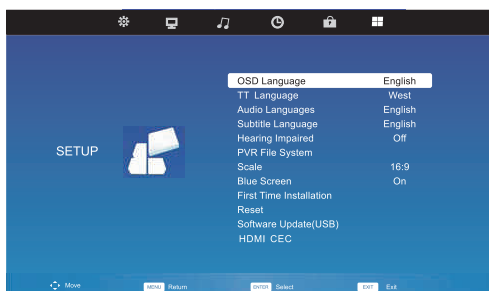 OSD Language English
TT Language West
Audio Languages English
Subtitle Language English
Hearing Impaired Off
SETUP
PVR File System
Scale 16:9
Blue Screen On
First Time Installation
Reset
Software Update(USB)
HDMI CEC
Move MENU Return ENTER Select EXIT Exit